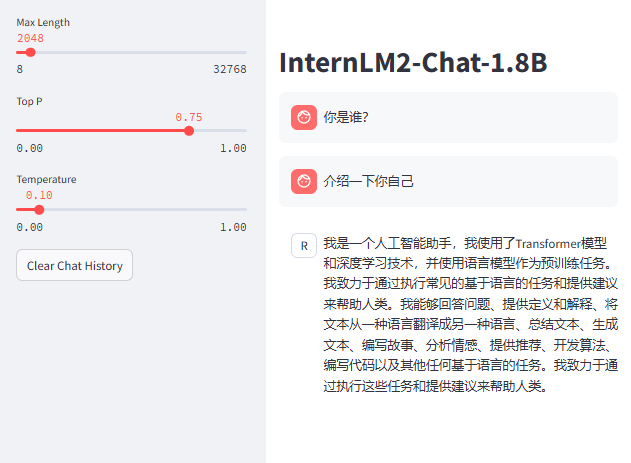 Max Length
2048
8 32768
Top P
0.75
0.00 1.00
Temperature
0.10
0.00 1.00
Clear Chat History
InternLM2-Chat-1.8B
你是谁?
介绍一下你自己
R
我是一个人工智能助手，我使用了Transformer模型
和深度学习技术，并使用语言模型作为预训练任务。
我致力于通过执行常见的基于语言的任务和提供建议
来帮助人类。我能够回答问题、提供定义和解释、将
文本从一种语言翻译成另一种语言、总结文本、生成
文本、编写故事、分析情感、提供推荐、开发算法、
编写代码以及其他任何基于语言的任务。我致力于通
过执行这些任务和提供建议来帮助人类。